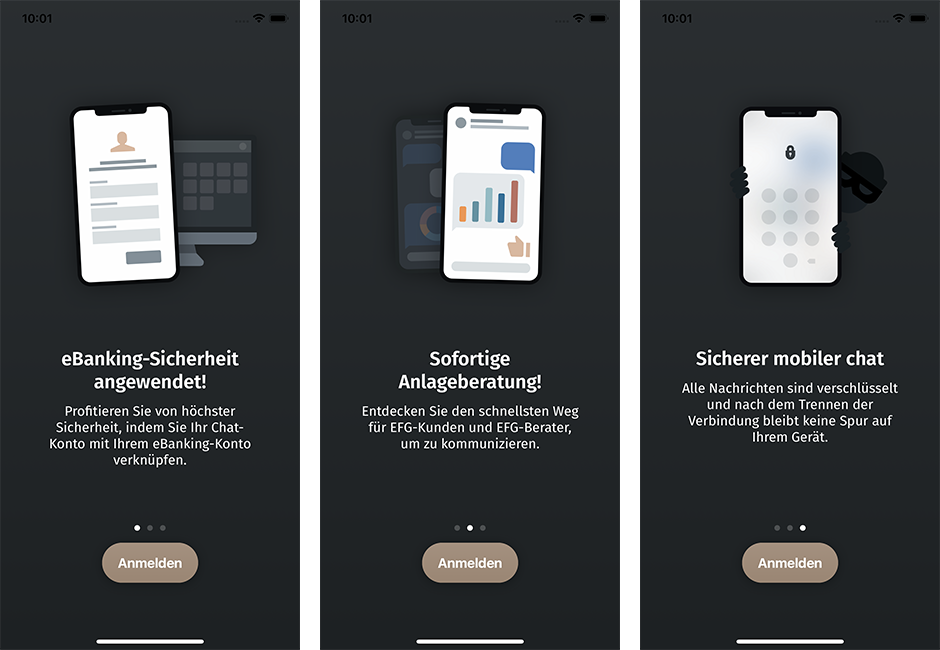 10:01
eBanking-Sicherheit
angewendet!
Profitieren Sie von höchster
Sicherheit, indem Sie Ihr Chat-
Konto mit Ihrem eBanking-Konto
verknüpfen.
Anmelden
10:01
Sofortige
Anlageberatung!
Entdecken Sie den schnellsten Weg
für EFG-Kunden und EFG-Berater,
um zu kommunizieren.
Anmelden
10:01
Sicherer mobiler chat
Alle Nachrichten sind verschlüsselt
und nach dem Trennen der
Verbindung bleibt keine Spur auf
Ihrem Gerät.
Anmelden